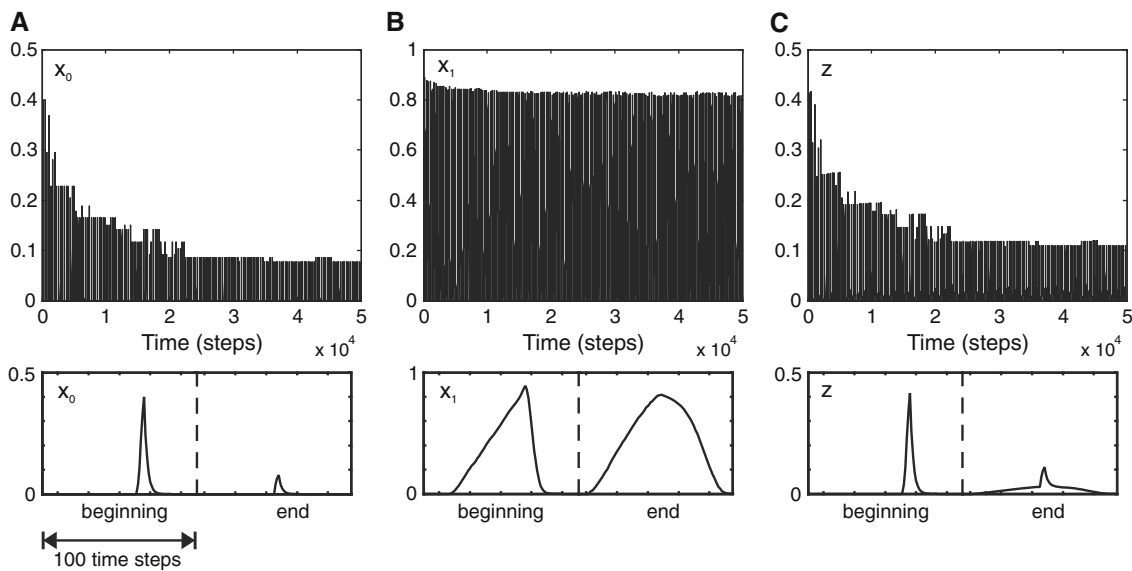 A
B
C
0.5
0.4
0.3
0.2
0.1
0
x0
0 1 2 3 4 5
Time (steps)
x 10^4
1
0.8
0.6
0.4
0.2
0
x1
0 1 2 3 4 5
Time (steps)
x 10^4
0.5
0.4
0.3
0.2
0.1
0
z
0 1 2 3 4 5
Time (steps)
x 10^4
0.5
x0
0
beginning end
100 time steps
1
x1
0
beginning end
0.5
z
0
beginning end